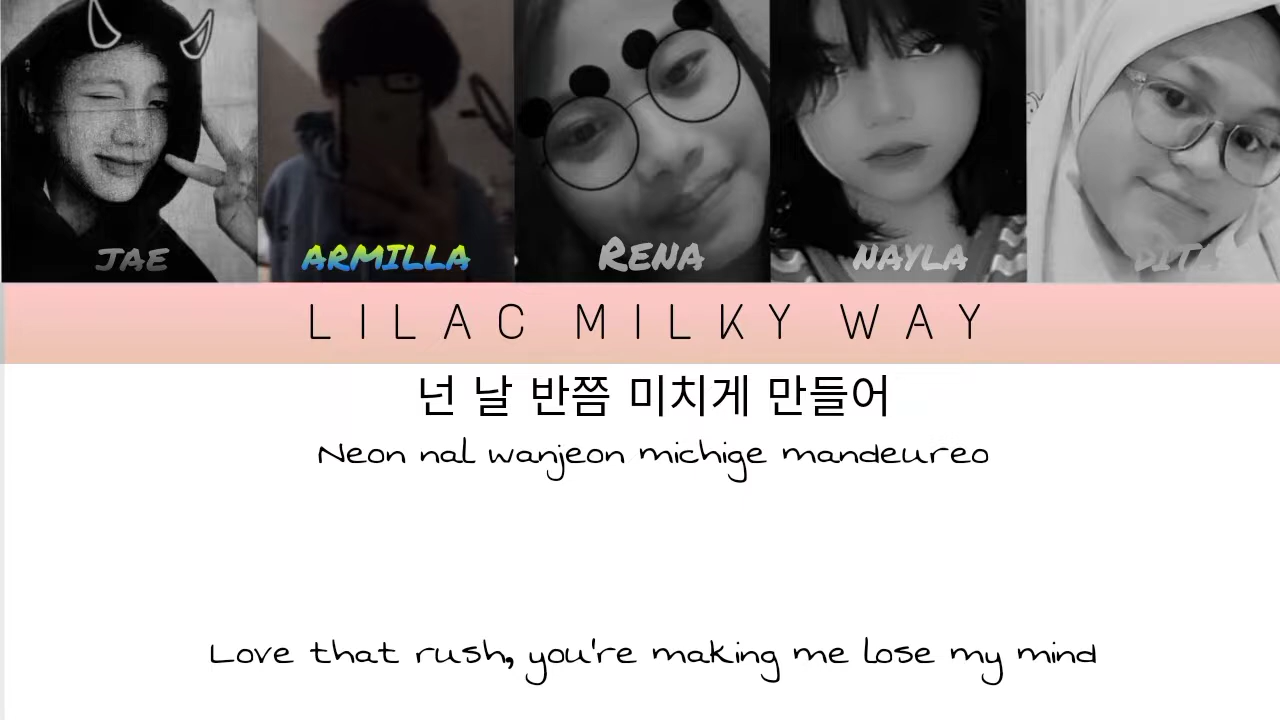 JAE ARMILLA RENA NAYLA
LILAC MILKY WAY
넌 날 반쯤 미치게 만들어
Neon nal wanjeon michige mandeureo
Love that rush, you're making me lose my mind